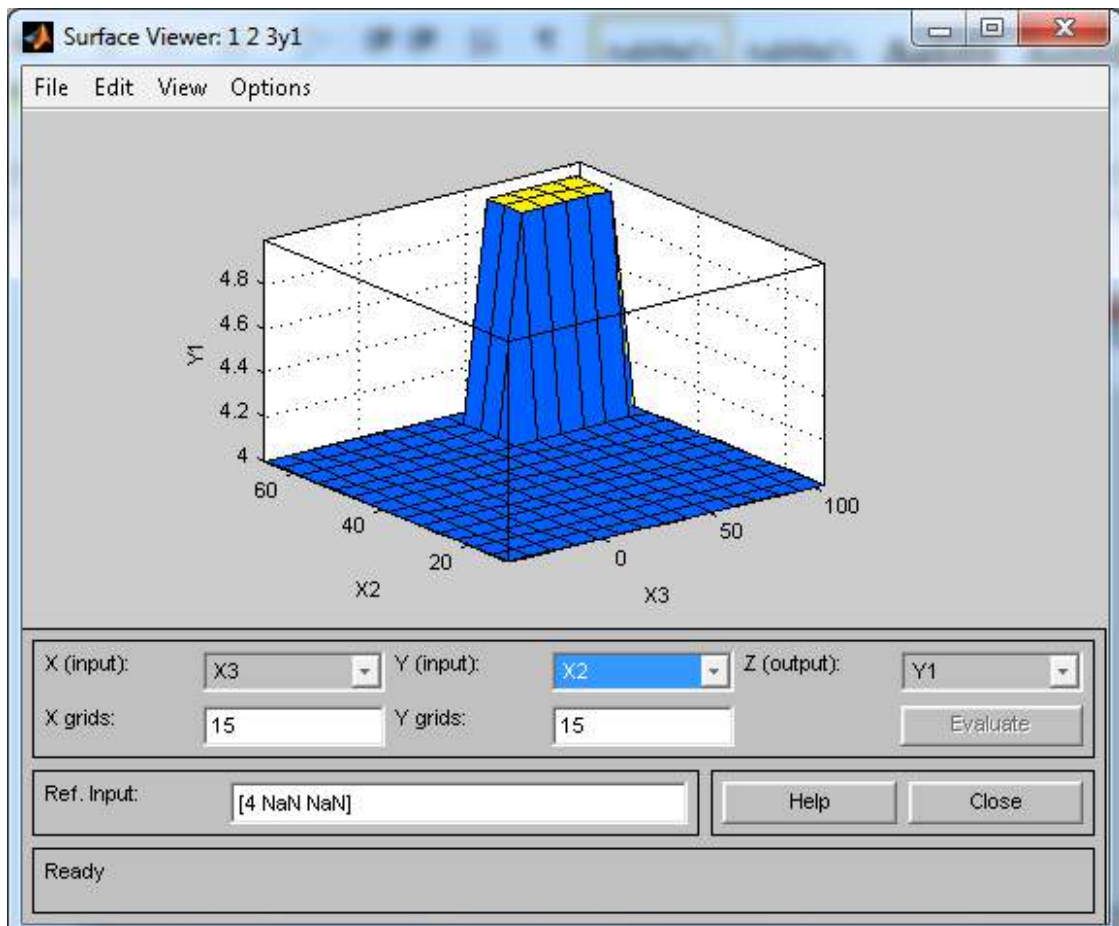 Surface Viewer: 1 2 3y1
File Edit View Options
4.8
4.6
4.4
4.2
4
Y1
60
40
20
X2
0
50
100
X3
X (input): X3 Y (input): X2 Z (output): Y1
X grids: 15 Y grids: 15 Evaluate
Ref. Input: [4 NaN NaN] Help Close
Ready